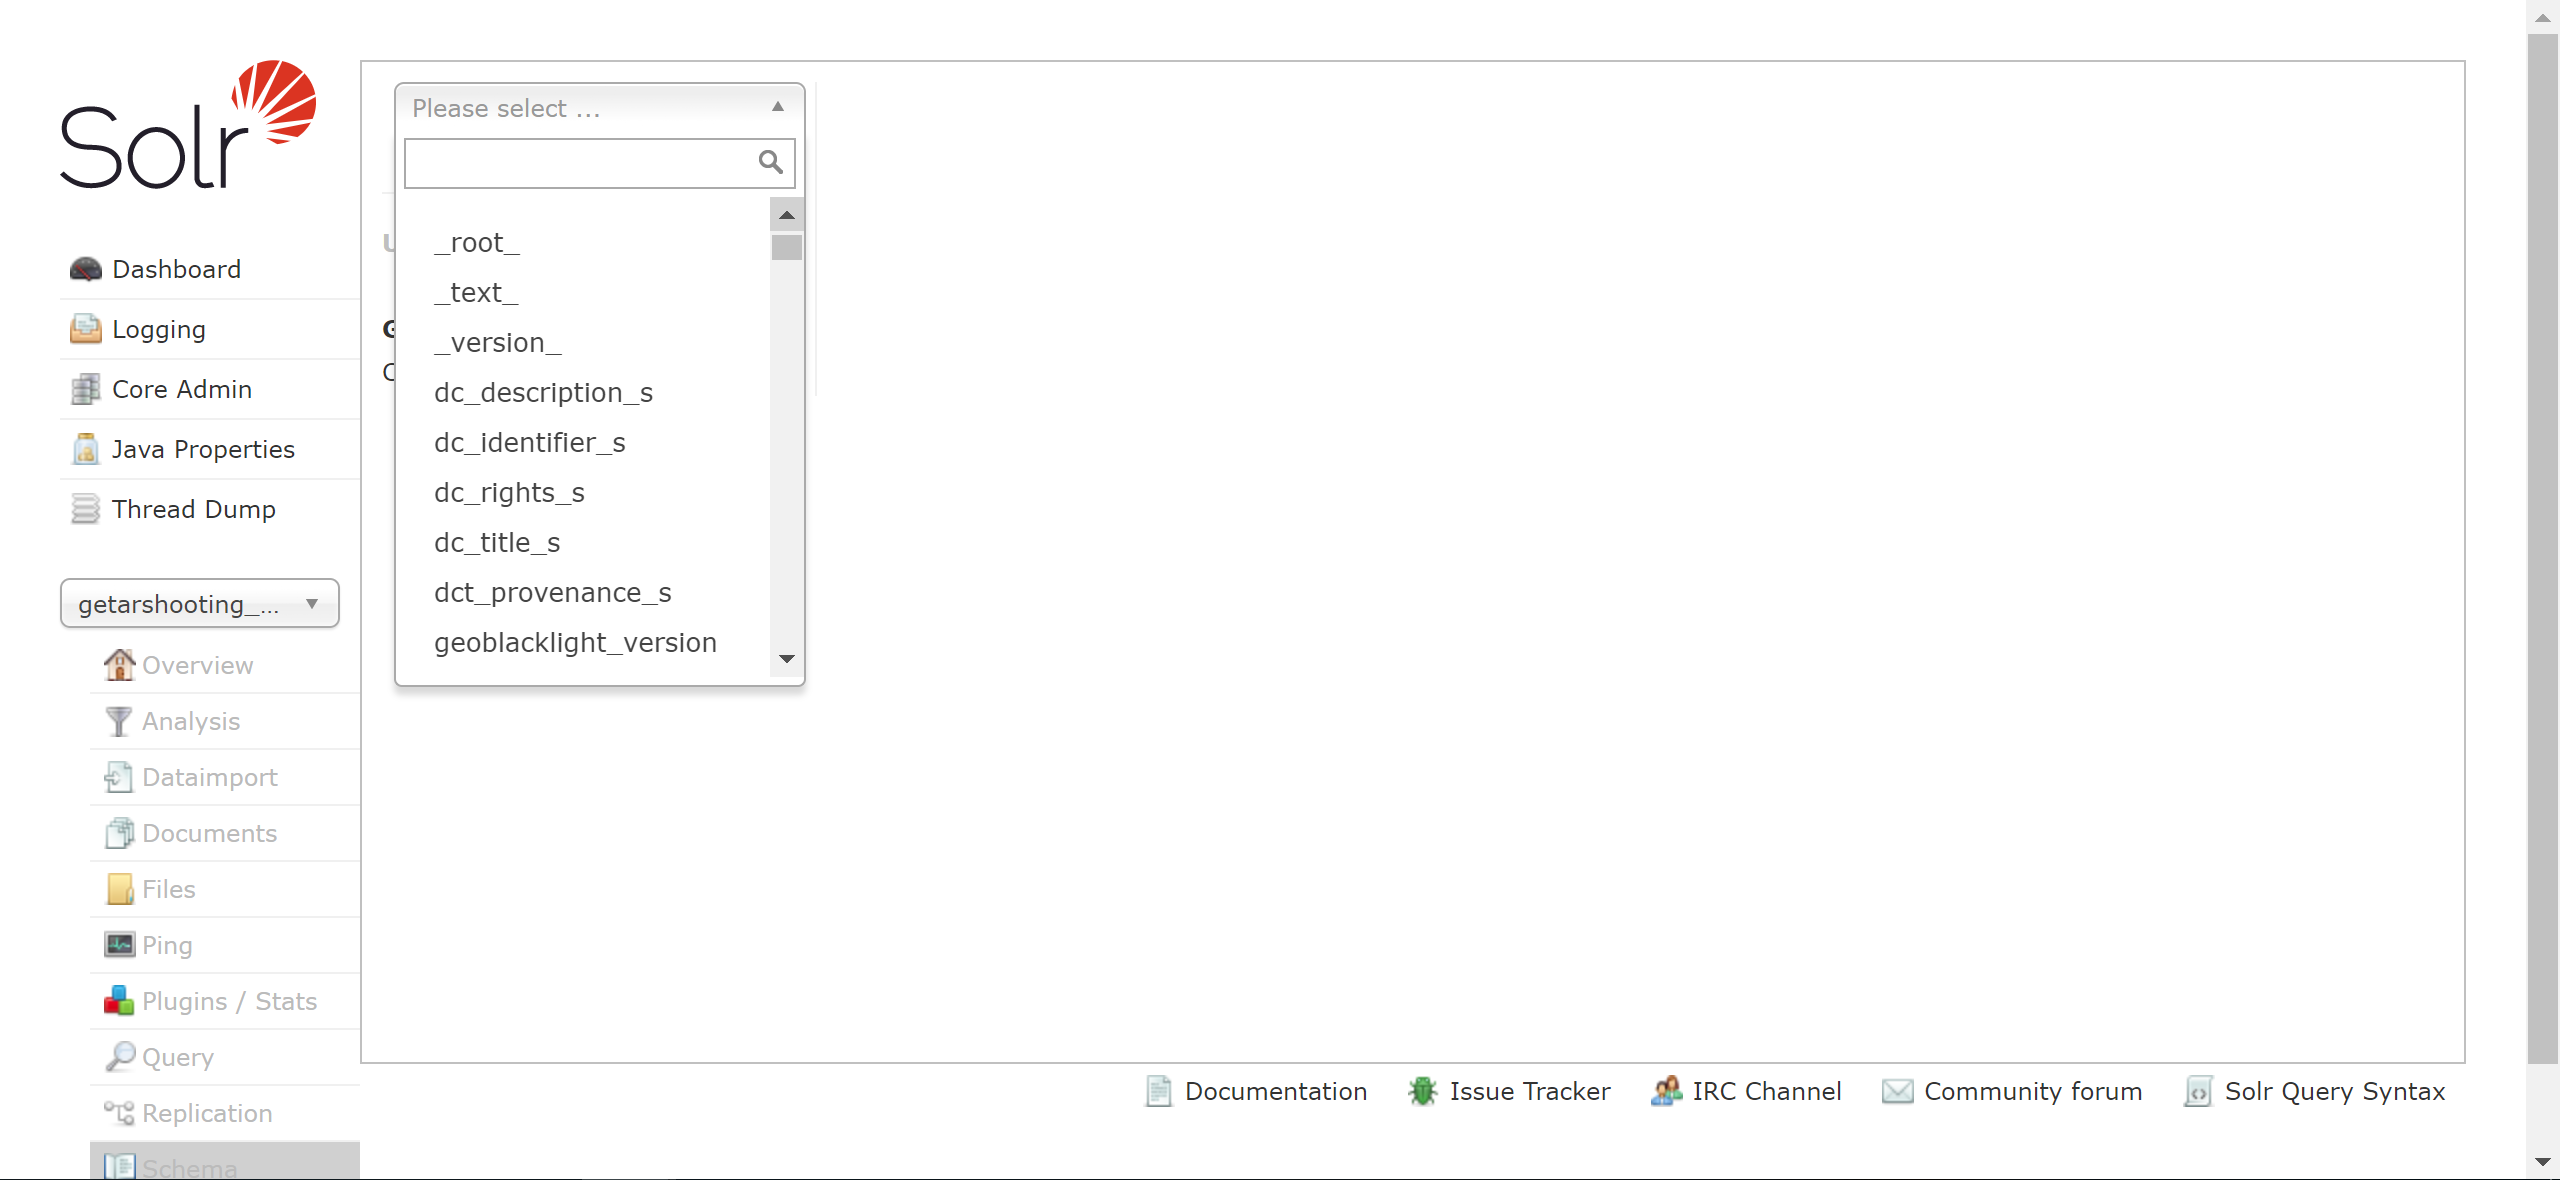 Solr
Dashboard
Logging
Core Admin
Java Properties
Thread Dump
getarshooting_...
Overview
Analysis
Dataimport
Documents
Files
Ping
Plugins / Stats
Query
Replication
Schema
Please select ...
_root_
_text_
_version_
dc_description_s
dc_identifier_s
dc_rights_s
dc_title_s
dct_provenance_s
geoblacklight_version
Documentation
Issue Tracker
IRC Channel
Community forum
Solr Query Syntax